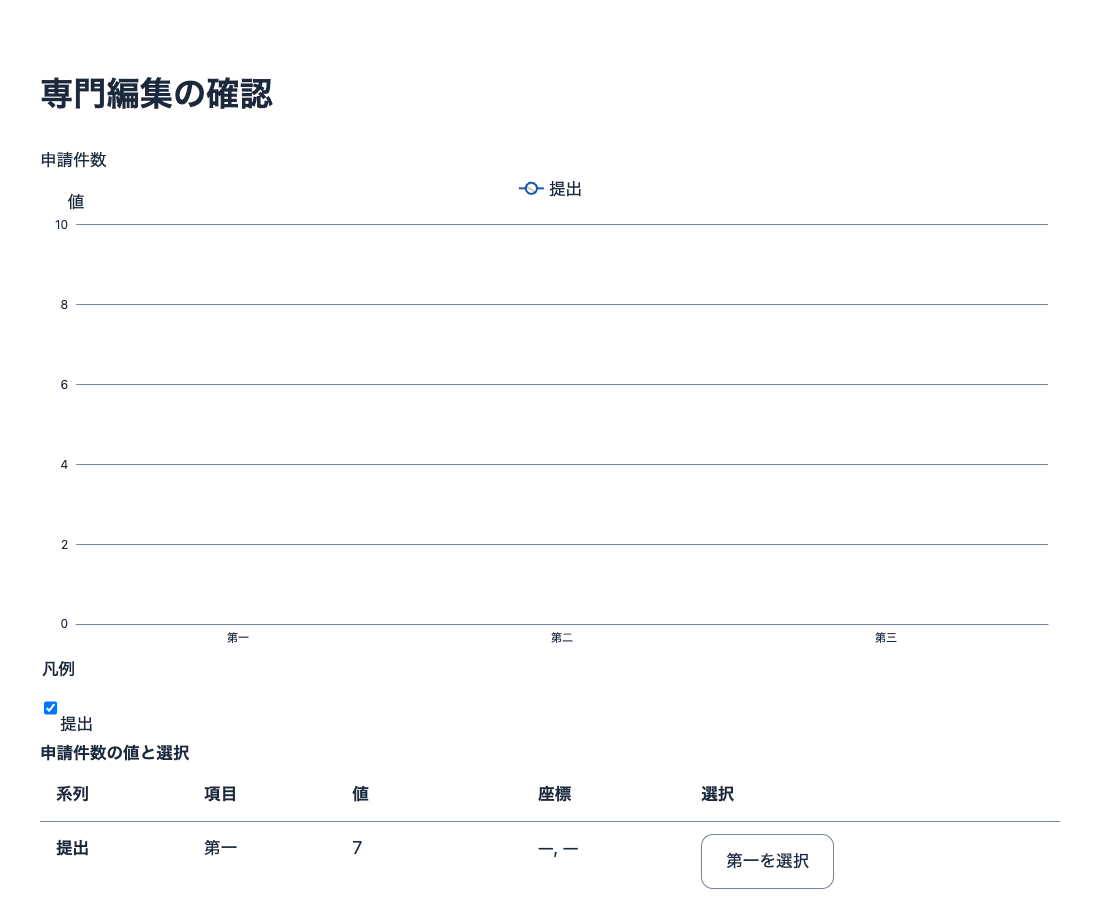 専門編集の確認
申請件数
提出
値
10
8
6
4
2
0
第一 第二 第三
凡例
提出
申請件数の値と選択
系列 項目 値 座標 選択
提出 第一 7 —, — 第一を選択